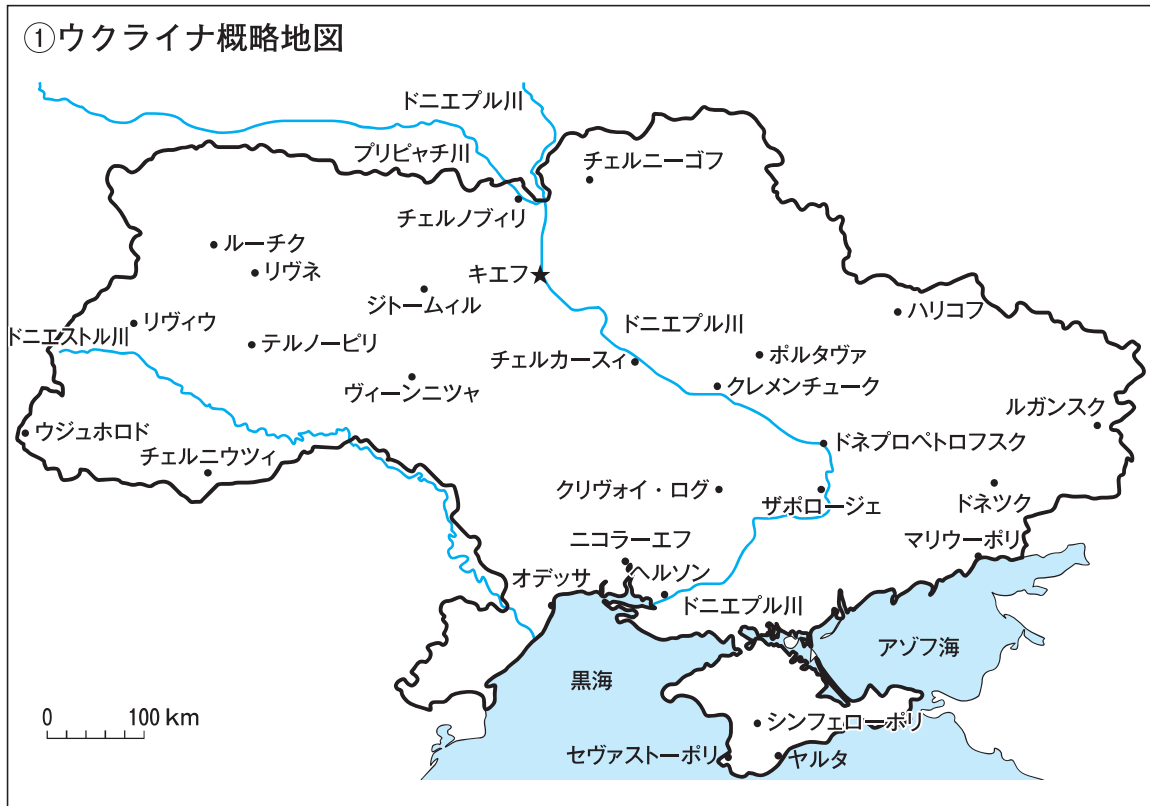 ①ウクライナ概略地図
ドニエプル川
プリピャチ川
チェルニーゴフ
チェルノブィリ
ルーチク
リヴネ
キエフ
ジトームィル
ハリコフ
リヴィウ
ドニエプル川
ドニエストル川
テルノーピリ
チェルカースィ
ポルタヴァ
ヴィーンニツャ
クレメンチューク
ルガンスク
ウジュホロド
ドネプロペトロフスク
チェルニウツィ
クリヴォイ・ログ
ザポロージェ
ドネツク
ニコラーエフ
マリウーポリ
ヘルソン
オデッサ
ドニエプル川
アゾフ海
黒海
0 100 km
シンフェローポリ
セヴァストーポリ
ヤルタ